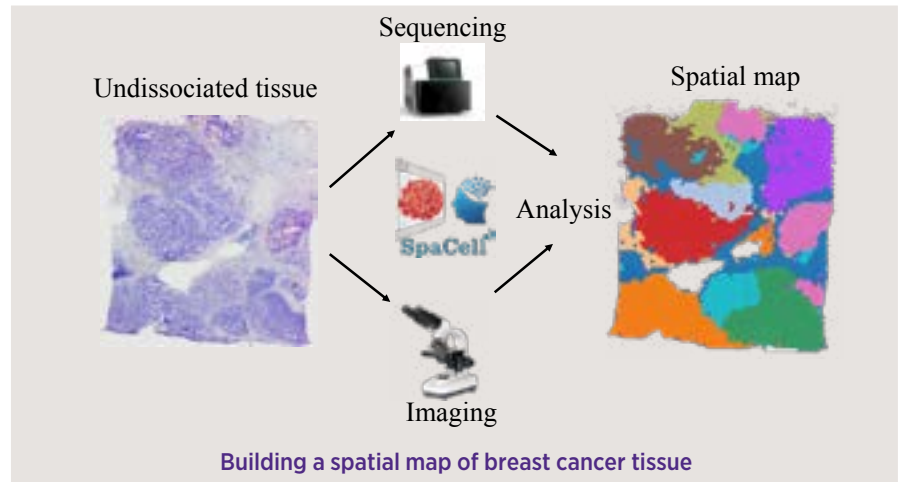 Sequencing
Undissociated tissue
Spatial map
SpaCell
Analysis
Imaging
Building a spatial map of breast cancer tissue